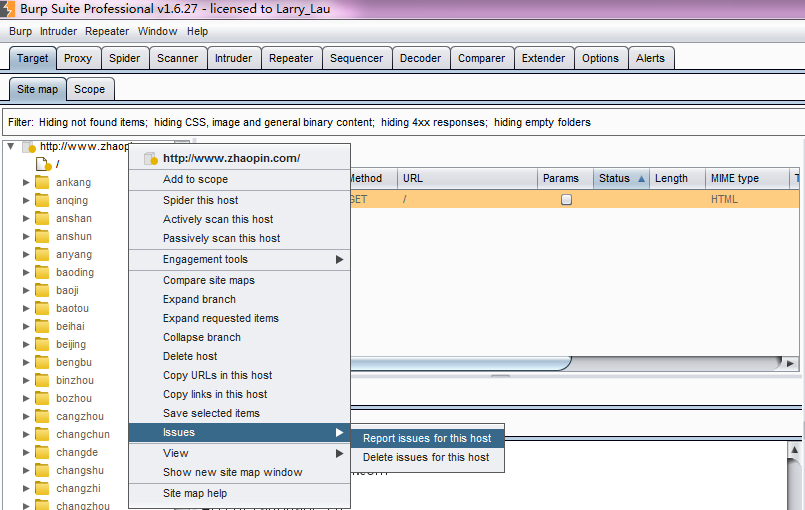 Burp Suite Professional v1.6.27 - licensed to Larry_Lau
Burp Intruder Repeater Window Help
Target Proxy Spider Scanner Intruder Repeater Sequencer Decoder Comparer Extender Options Alerts
Site map Scope
Filter: Hiding not found items; hiding CSS, image and general binary content; hiding 4xx responses; hiding empty folders
http://www.zhaopin
/
ankang
anqing
anshan
anshun
anyang
baoding
baoji
baotou
beihai
beijing
bengbu
binzhou
bozhou
cangzhou
changchun
changde
changshu
changzhi
changzhou
http://www.zhaopin.com/
Add to scope
Spider this host
Actively scan this host
Passively scan this host
Engagement tools
Compare site maps
Expand branch
Expand requested items
Collapse branch
Delete host
Copy URLs in this host
Copy links in this host
Save selected items
Issues
View
Show new site map window
Site map help
Report issues for this host
Delete issues for this host
Method URL Params Status Length MIME type T
GET / HTML